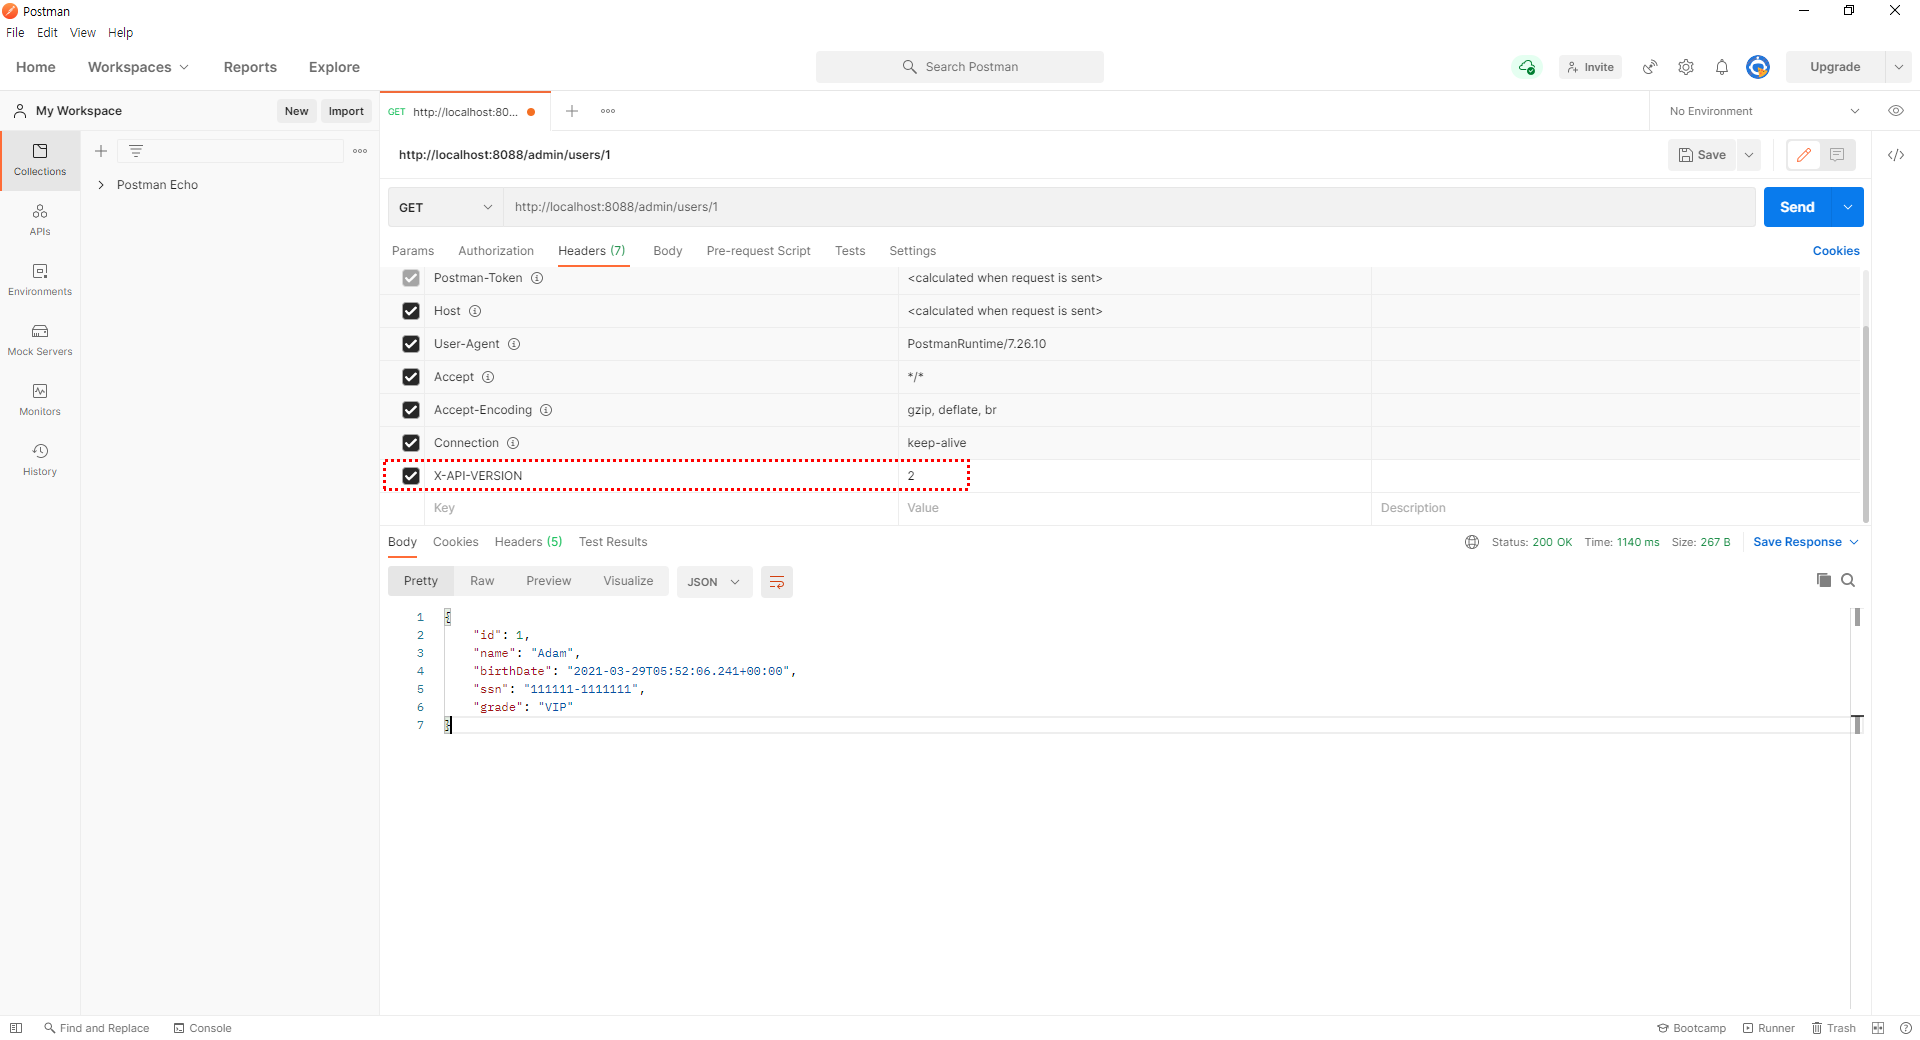 Postman
File Edit View Help
Home Workspaces Reports Explore Search Postman Invite Upgrade
My Workspace New Import GET http://localhost:80... No Environment
Collections
APIs
Environments
Mock Servers
Monitors
History
Postman Echo
http://localhost:8088/admin/users/1 Save
GET http://localhost:8088/admin/users/1 Send
Params Authorization Headers (7) Body Pre-request Script Tests Settings Cookies
Postman-Token <calculated when request is sent>
Host <calculated when request is sent>
User-Agent PostmanRuntime/7.26.10
Accept */*
Accept-Encoding gzip, deflate, br
Connection keep-alive
X-API-VERSION 2
Key Value Description
Body Cookies Headers (5) Test Results Status: 200 OK Time: 1140 ms Size: 267 B Save Response
Pretty Raw Preview Visualize JSON
1 {
2 "id": 1,
3 "name": "Adam",
4 "birthDate": "2021-03-29T05:52:06.241+00:00",
5 "ssn": "111111-1111111",
6 "grade": "VIP"
7 }
Find and Replace Console Bootcamp Runner Trash